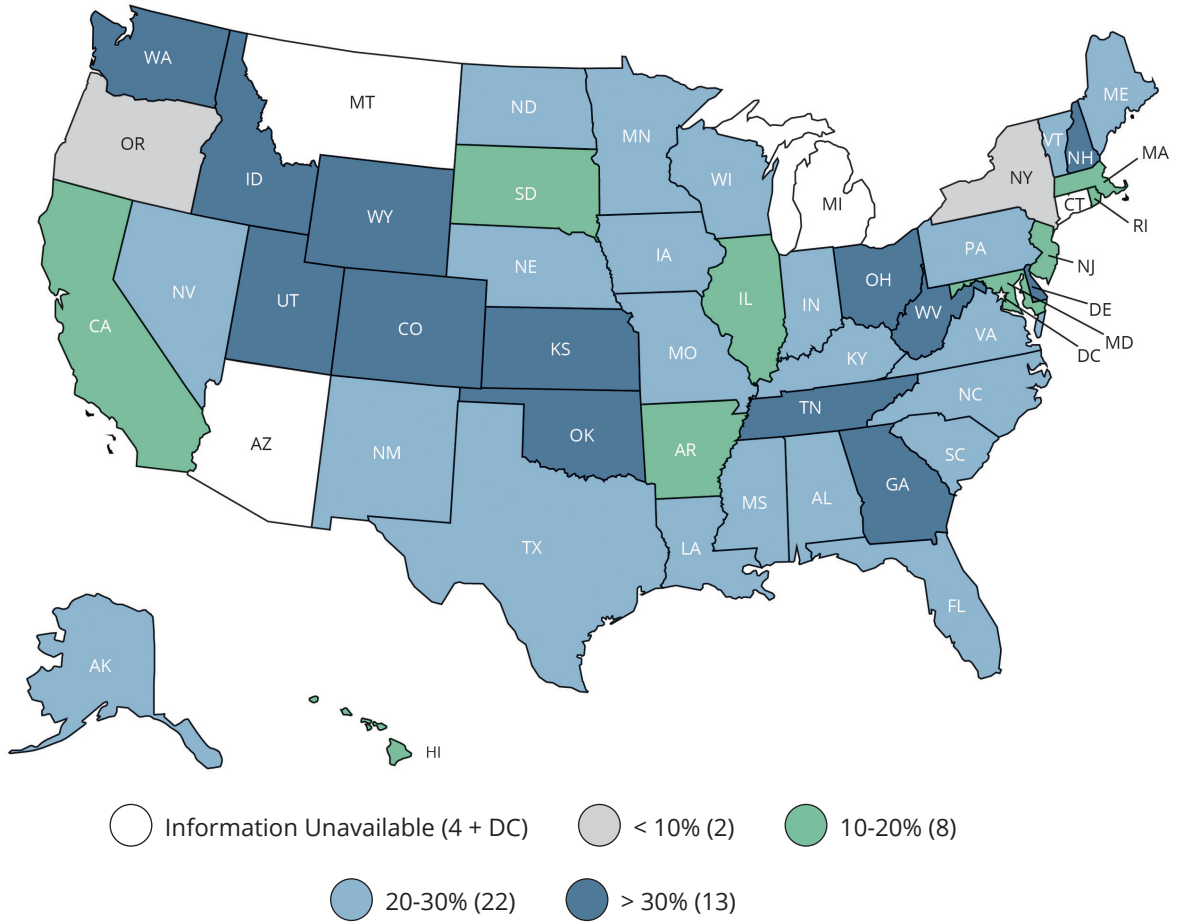 WA
MT
ND
MN
ME
OR
ID
SD
WI
VT
NH
MA
WY
MI
NY
CT
RI
NV
NE
IA
PA
NJ
UT
CO
IL
IN
OH
WV
DE
CA
KS
MO
KY
VA
MD
DC
AZ
NM
OK
AR
TN
NC
SC
TX
LA
MS
AL
GA
FL
AK
HI
Information Unavailable (4 + DC)
< 10% (2)
10-20% (8)
20-30% (22)
> 30% (13)